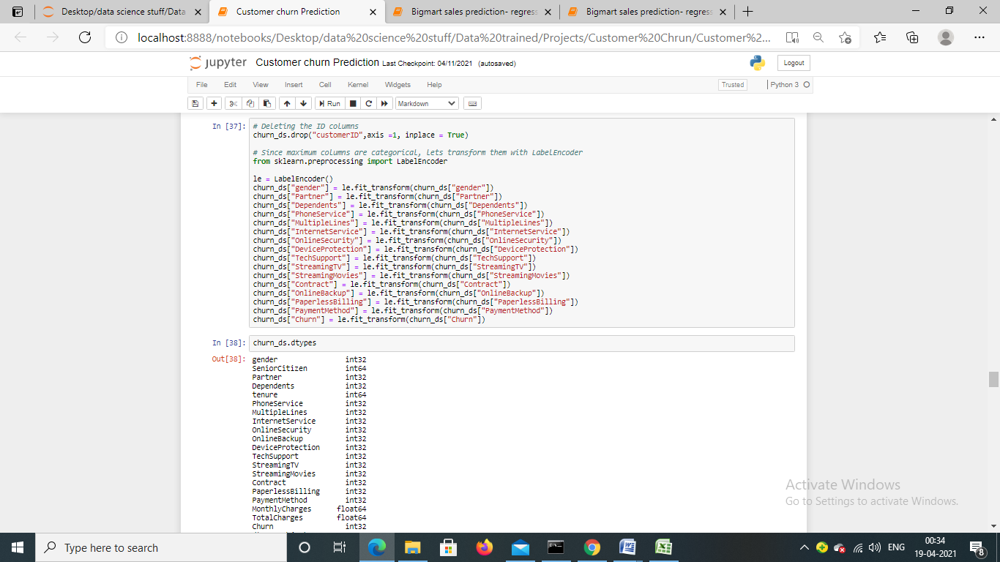 Desktop/data science stuff/Data
Customer churn Prediction
Bigmart sales prediction- regress
Bigmart sales prediction- regress
localhost:8888/notebooks/Desktop/data%20science%20stuff/Data%20trained/Projects/Customer%20Chrun/Customer%2...
jupyter Customer churn Prediction Last Checkpoint: 04/11/2021 (autosaved)
Logout
File Edit View Insert Cell Kernel Widgets Help
Trusted
Python 3
Run
Markdown
In [37]: # Deleting the ID columns
churn_ds.drop("customerID",axis =1, inplace = True)
# Since maximum columns are categorical, Lets transform them with LabelEncoder
from sklearn.preprocessing import LabelEncoder
le = LabelEncoder()
churn_ds["gender"] = le.fit_transform(churn_ds["gender"])
churn_ds["Partner"] = le.fit_transform(churn_ds["Partner"])
churn_ds["Dependents"] = le.fit_transform(churn_ds["Dependents"])
churn_ds["PhoneService"] = le.fit_transform(churn_ds["PhoneService"])
churn_ds["MultipleLines"] = le.fit_transform(churn_ds["MultipleLines"])
churn_ds["InternetService"] = le.fit_transform(churn_ds["InternetService"])
churn_ds["OnlineSecurity"] = le.fit_transform(churn_ds["OnlineSecurity"])
churn_ds["DeviceProtection"] = le.fit_transform(churn_ds["DeviceProtection"])
churn_ds["TechSupport"] = le.fit_transform(churn_ds["TechSupport"])
churn_ds["StreamingTV"] = le.fit_transform(churn_ds["StreamingTV"])
churn_ds["StreamingMovies"] = le.fit_transform(churn_ds["StreamingMovies"])
churn_ds["Contract"] = le.fit_transform(churn_ds["Contract"])
churn_ds["OnlineBackup"] = le.fit_transform(churn_ds["OnlineBackup"])
churn_ds["PaperlessBilling"] = le.fit_transform(churn_ds["PaperlessBilling"])
churn_ds["PaymentMethod"] = le.fit_transform(churn_ds["PaymentMethod"])
churn_ds["Churn"] = le.fit_transform(churn_ds["Churn"])
In [38]: churn_ds.dtypes
Out[38]: gender int32
SeniorCitizen int64
Partner int32
Dependents int32
tenure int64
PhoneService int32
MultipleLines int32
InternetService int32
OnlineSecurity int32
OnlineBackup int32
DeviceProtection int32
TechSupport int32
StreamingTV int32
StreamingMovies int32
Contract int32
PaperlessBilling int32
PaymentMethod int32
MonthlyCharges float64
TotalCharges float64
Churn int32
Activate Windows
Go to Settings to activate Windows.
Type here to search
ENG
00:34
19-04-2021
8